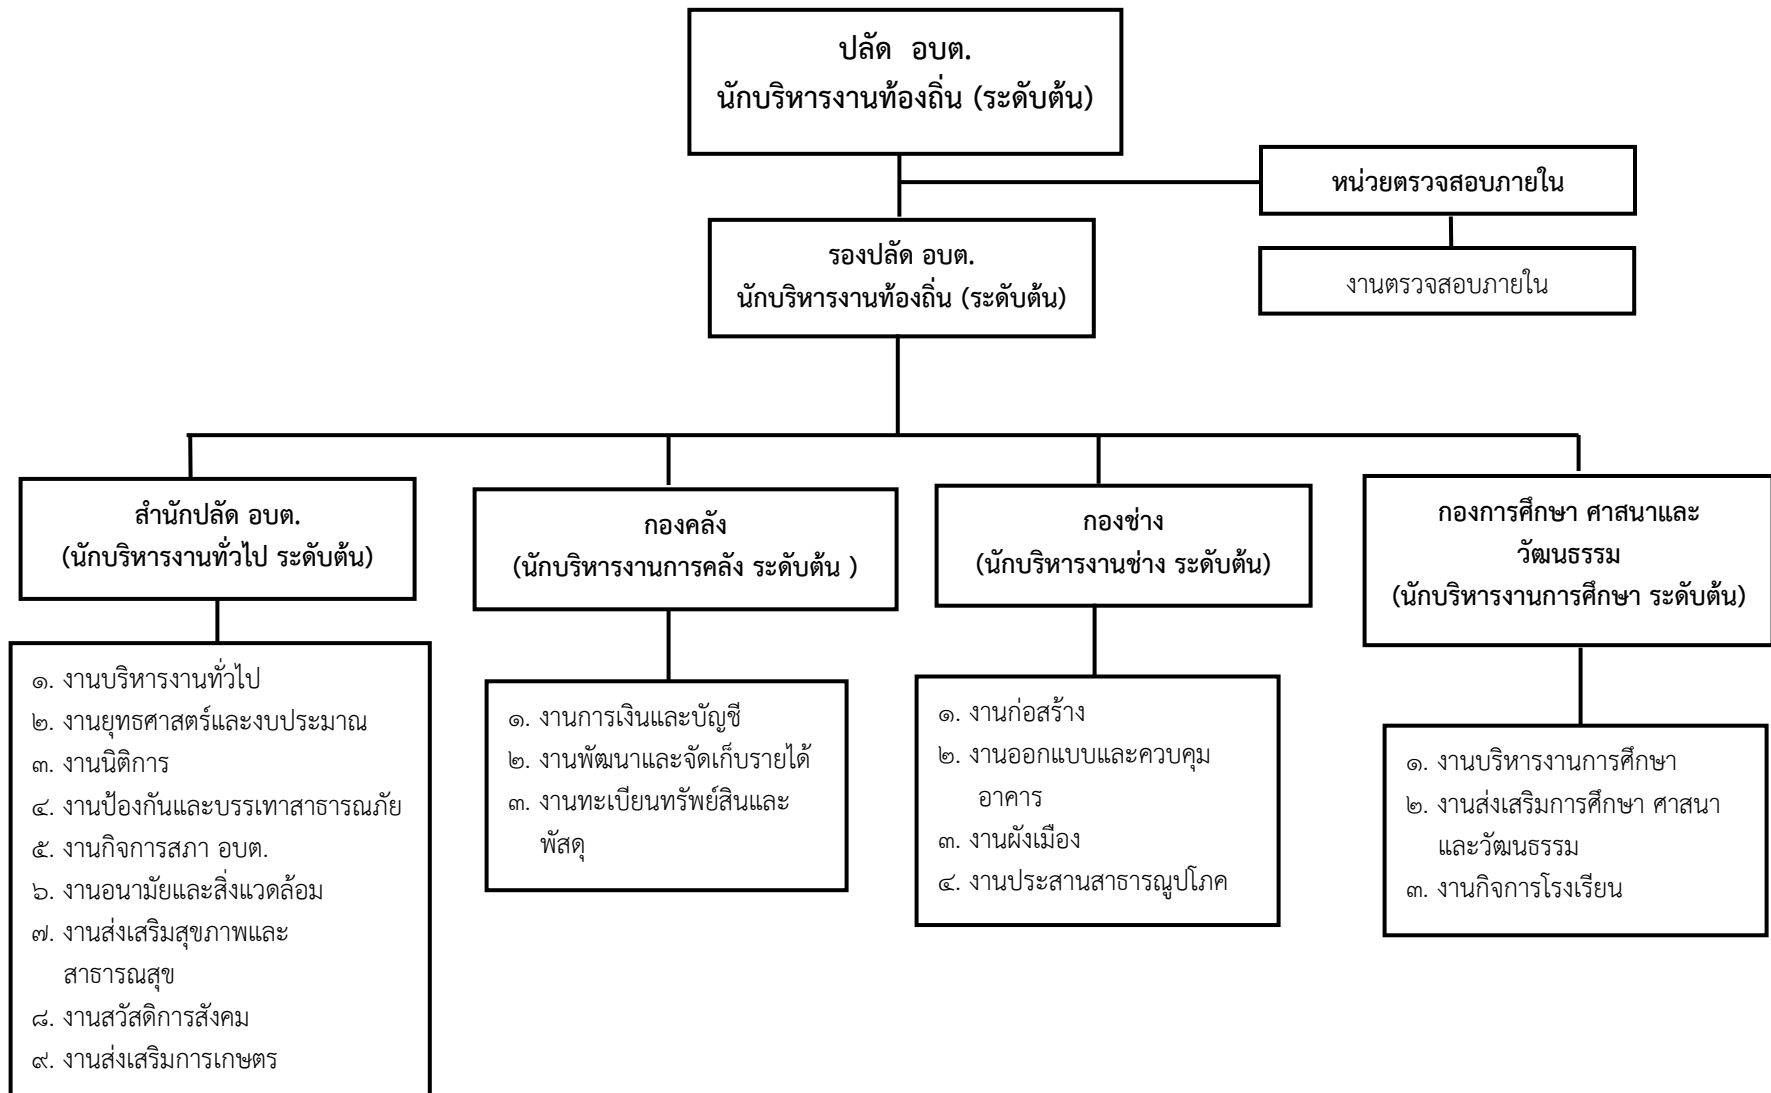 ปลัด อบต.
นักบริหารงานท้องถิ่น (ระดับต้น)
หน่วยตรวจสอบภายใน
งานตรวจสอบภายใน
รองปลัด อบต.
นักบริหารงานท้องถิ่น (ระดับต้น)
สำนักปลัด อบต.
(นักบริหารงานทั่วไป ระดับต้น)
๑. งานบริหารงานทั่วไป
๒. งานยุทธศาสตร์และงบประมาณ
๓. งานนิติการ
๔. งานป้องกันและบรรเทาสาธารณภัย
๕. งานกิจการสภา อบต.
๖. งานอนามัยและสิ่งแวดล้อม
๗. งานส่งเสริมสุขภาพและ
สาธารณสุข
๘. งานสวัสดิการสังคม
๙. งานส่งเสริมการเกษตร
กองคลัง
(นักบริหารงานการคลัง ระดับต้น )
๑. งานการเงินและบัญชี
๒. งานพัฒนาและจัดเก็บรายได้
๓. งานทะเบียนทรัพย์สินและ
พัสดุ
กองช่าง
(นักบริหารงานช่าง ระดับต้น)
๑. งานก่อสร้าง
๒. งานออกแบบและควบคุม
อาคาร
๓. งานผังเมือง
๔. งานประสานสาธารณูปโภค
กองการศึกษา ศาสนาและ
วัฒนธรรม
(นักบริหารงานการศึกษา ระดับต้น)
๑. งานบริหารงานการศึกษา
๒. งานส่งเสริมการศึกษา ศาสนา
และวัฒนธรรม
๓. งานกิจการโรงเรียน